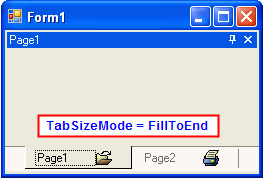 Form1
Page1
TabSizeMode = FillToEnd
Page1
Page2